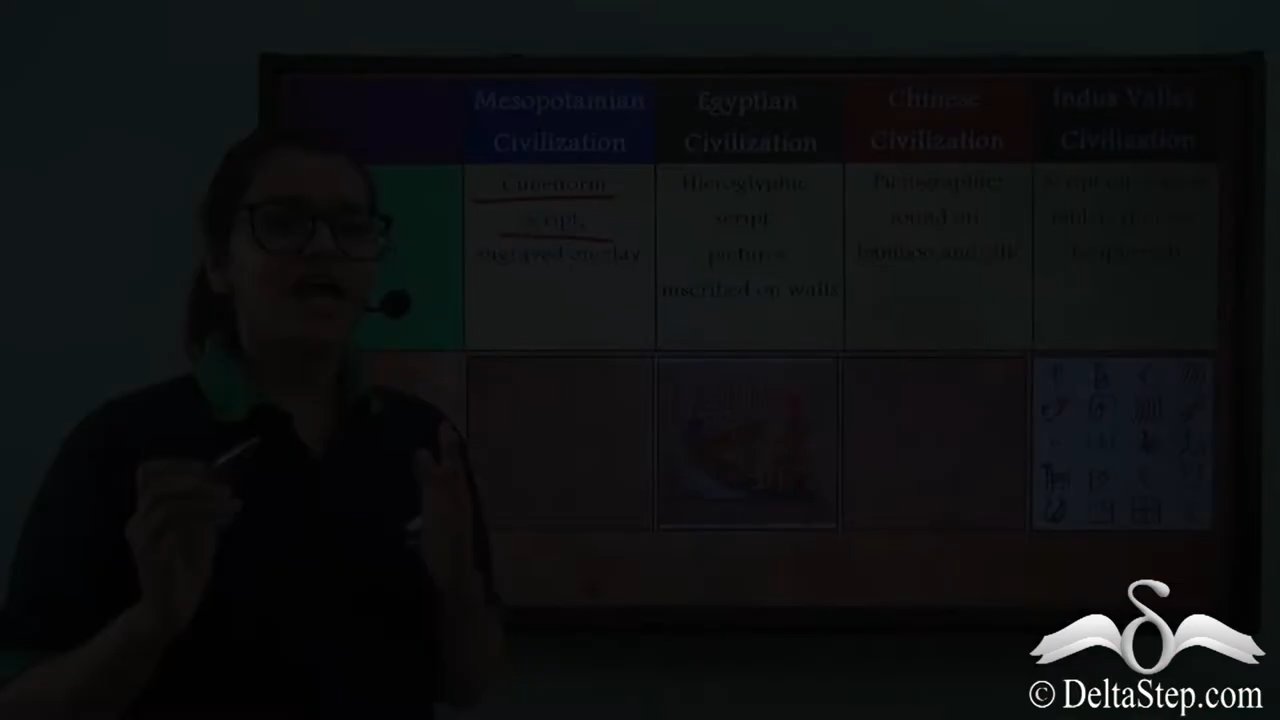 Mesopotamian
Civilization
Egyptian
Civilization
Chinese
Civilization
Indus Valley
Civilization
Cuneiform
script,
engraved on clay
Hieroglyphic
script
pictures
inscribed on walls
Pictographic;
found on
bamboo and silk
© DeltaStep.com